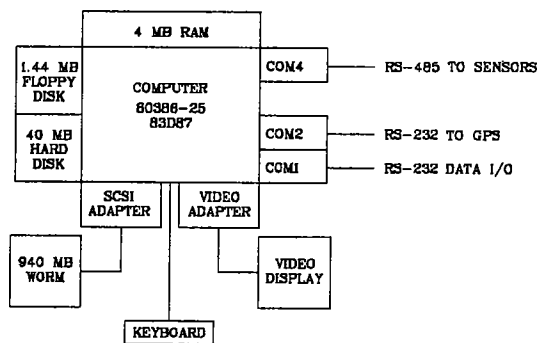 4 MB RAM
1.44 MB
FLOPPY
DISK
COMPUTER
80386-25
83D87
COM4
RS-485 TO SENSORS
40 MB
HARD
DISK
COM2
RS-232 TO GPS
COM1
RS-232 DATA I/O
SCSI
ADAPTER
VIDEO
ADAPTER
940 MB
WORM
VIDEO
DISPLAY
KEYBOARD